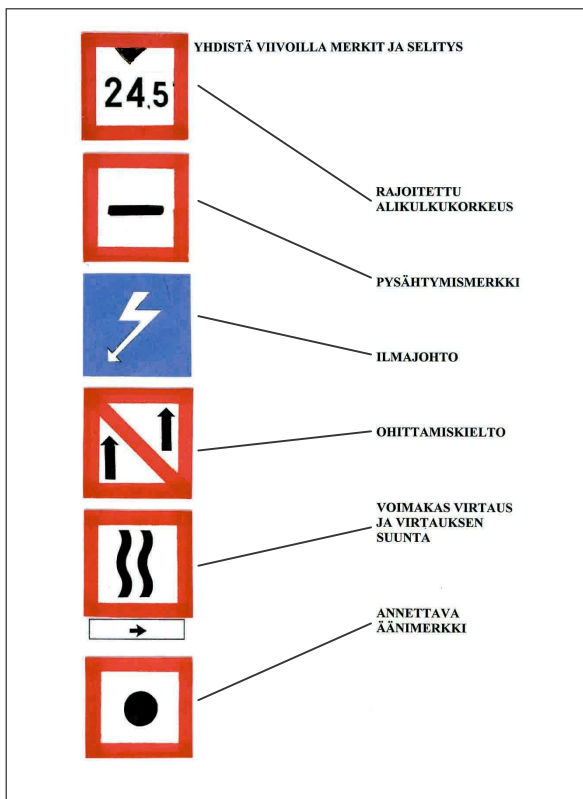 YHDISTÄ VIIVOILLA MERKIT JA SELITYS
24.5
RAJOITETTU
ALIKULKUKORKEUS
PYSÄHTYMISMERKKI
ILMAJOHTO
OHITTAMISKIELTO
VOIMAKAS VIRTAUS
JA VIRTAUKSEN
SUUNTA
ANNETTAVA
ÄÄNIMERKKI